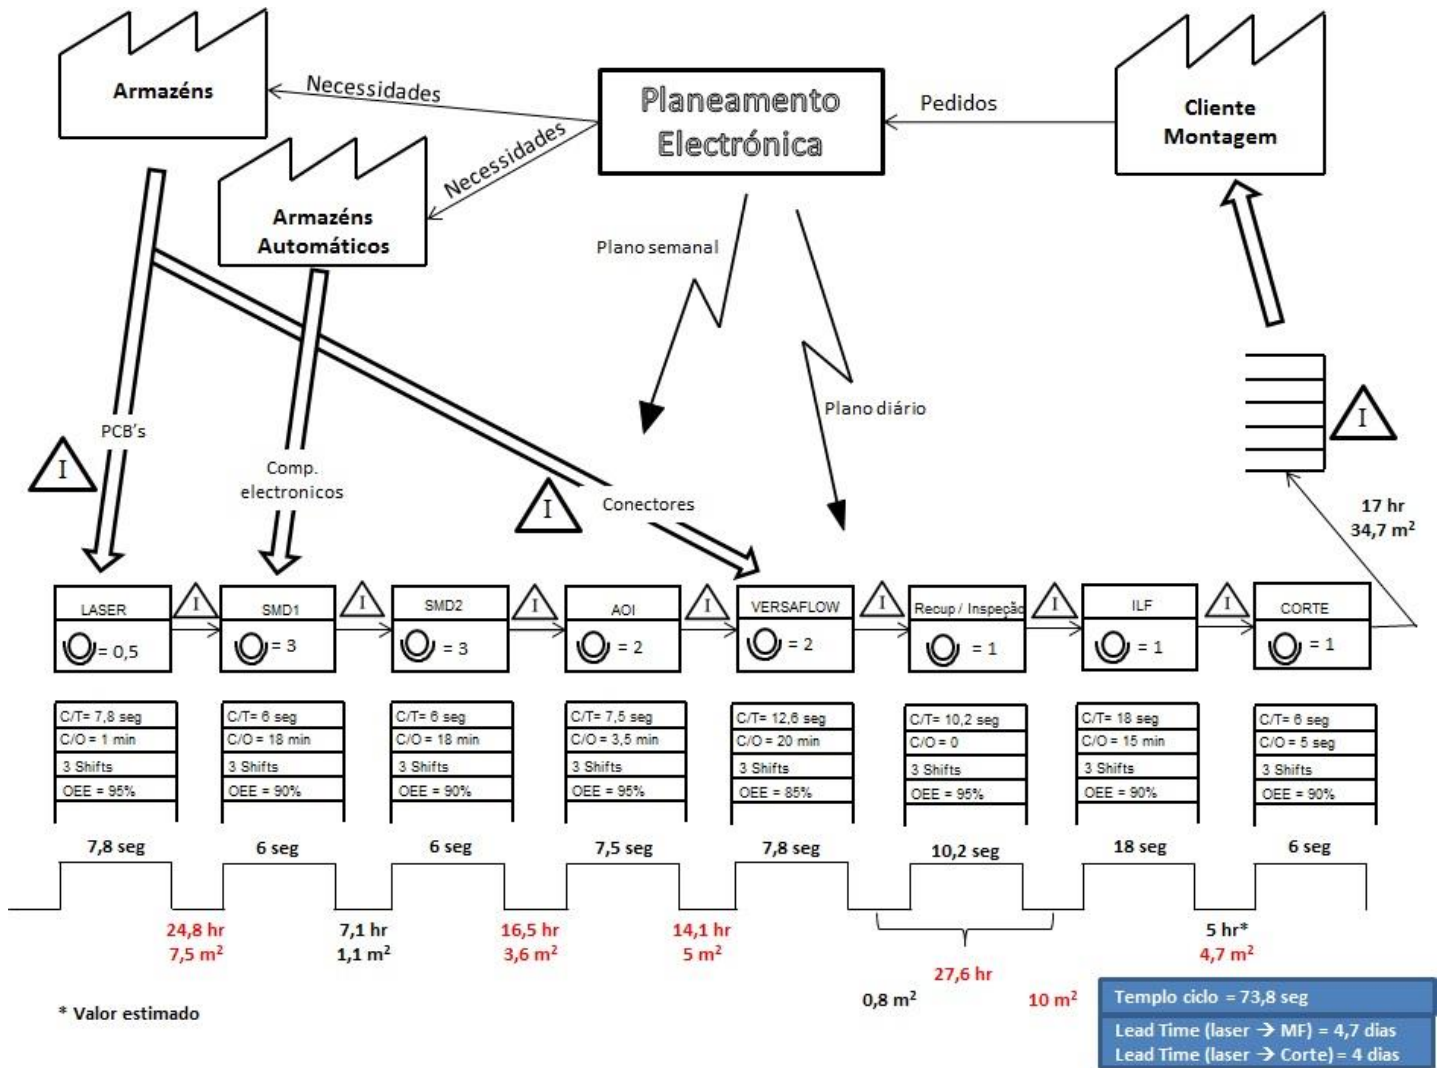 Armazéns
Necessidades
Planeamento
Electrónica
Pedidos
Cliente
Montagem
Necessidades
Armazéns
Automáticos
Plano semanal
Plano diário
PCB's
I
Comp.
electronicos
I
Conectores
I
17 hr
34,7 m²
LASER
= 0,5
I
SMD1
= 3
I
SMD2
= 3
I
AOI
= 2
I
VERSAFLOW
= 2
I
Recup / Inspeção
= 1
I
ILF
= 1
I
CORTE
= 1
C/T= 7,8 seg
C/O = 1 min
3 Shifts
OEE = 95%
C/T= 6 seg
C/O = 18 min
3 Shifts
OEE = 90%
C/T= 6 seg
C/O = 18 min
3 Shifts
OEE = 90%
C/T= 7,5 seg
C/O = 3,5 min
3 Shifts
OEE = 95%
C/T= 12,6 seg
C/O = 20 min
3 Shifts
OEE = 85%
C/T= 10,2 seg
C/O = 0
3 Shifts
OEE = 95%
C/T= 18 seg
C/O = 15 min
3 Shifts
OEE = 90%
C/T= 6 seg
C/O = 5 seg
3 Shifts
OEE = 90%
7,8 seg
6 seg
6 seg
7,5 seg
7,8 seg
10,2 seg
18 seg
6 seg
24,8 hr
7,5 m²
7,1 hr
1,1 m²
16,5 hr
3,6 m²
14,1 hr
5 m²
27,6 hr
0,8 m²
10 m²
5 hr*
4,7 m²
* Valor estimado
Templo ciclo = 73,8 seg
Lead Time (laser → MF) = 4,7 dias
Lead Time (laser → Corte) = 4 dias